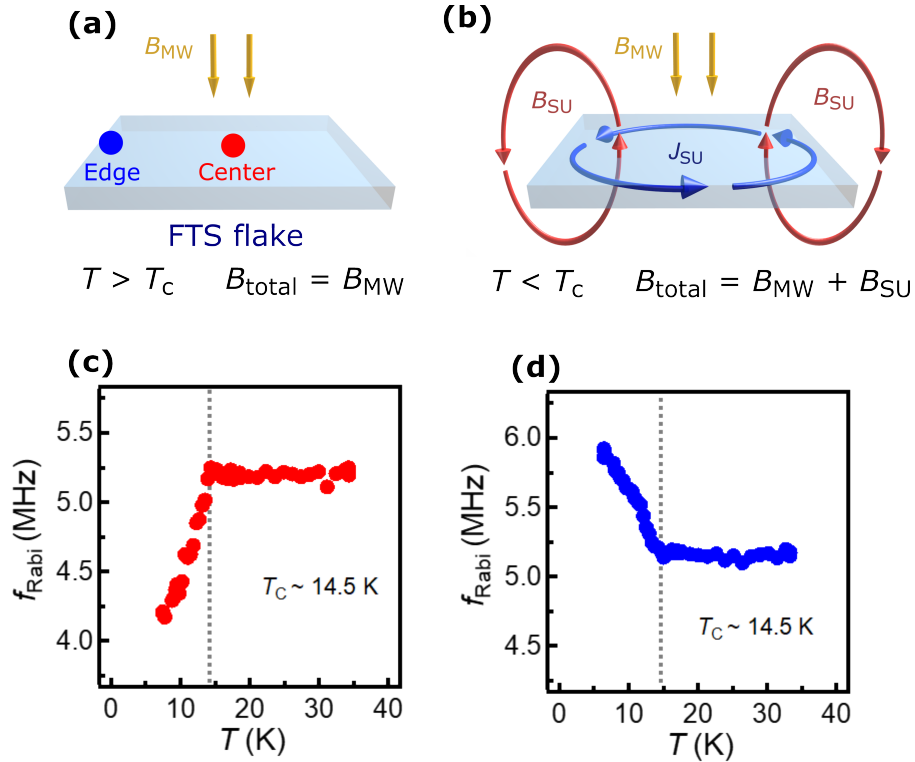 (a)
B_MW
Edge
Center
FTS flake
T > T_c B_total = B_MW
(b)
B_MW
B_SU
B_SU
J_SU
T < T_c B_total = B_MW + B_SU
(c)
f_Rabi (MHz)
5.5
5.0
4.5
4.0
T_C ~ 14.5 K
0 10 20 30 40
T (K)
(d)
f_Rabi (MHz)
6.0
5.5
5.0
4.5
T_C ~ 14.5 K
0 10 20 30 40
T (K)